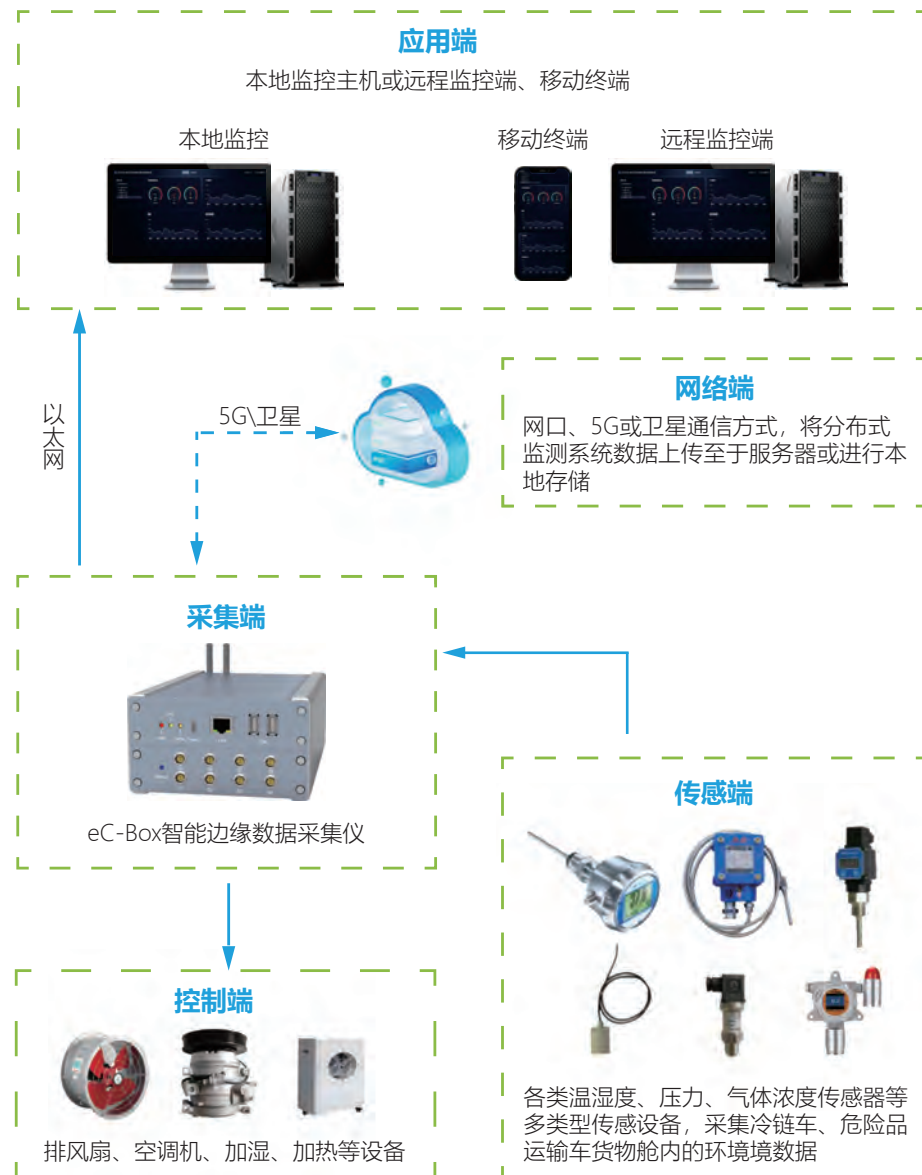 应用端
本地监控主机或远程监控端、移动终端
本地监控
移动终端
远程监控端
以太网
5G\卫星
网络端
网口、5G或卫星通信方式，将分布式
监测系统数据上传至于服务器或进行本
地存储
采集端
eC-Box智能边缘数据采集仪
传感端
控制端
排风扇、空调机、加湿、加热等设备
各类温湿度、压力、气体浓度传感器等
多类型传感设备，采集冷链车、危险品
运输车货物舱内的环境境数据